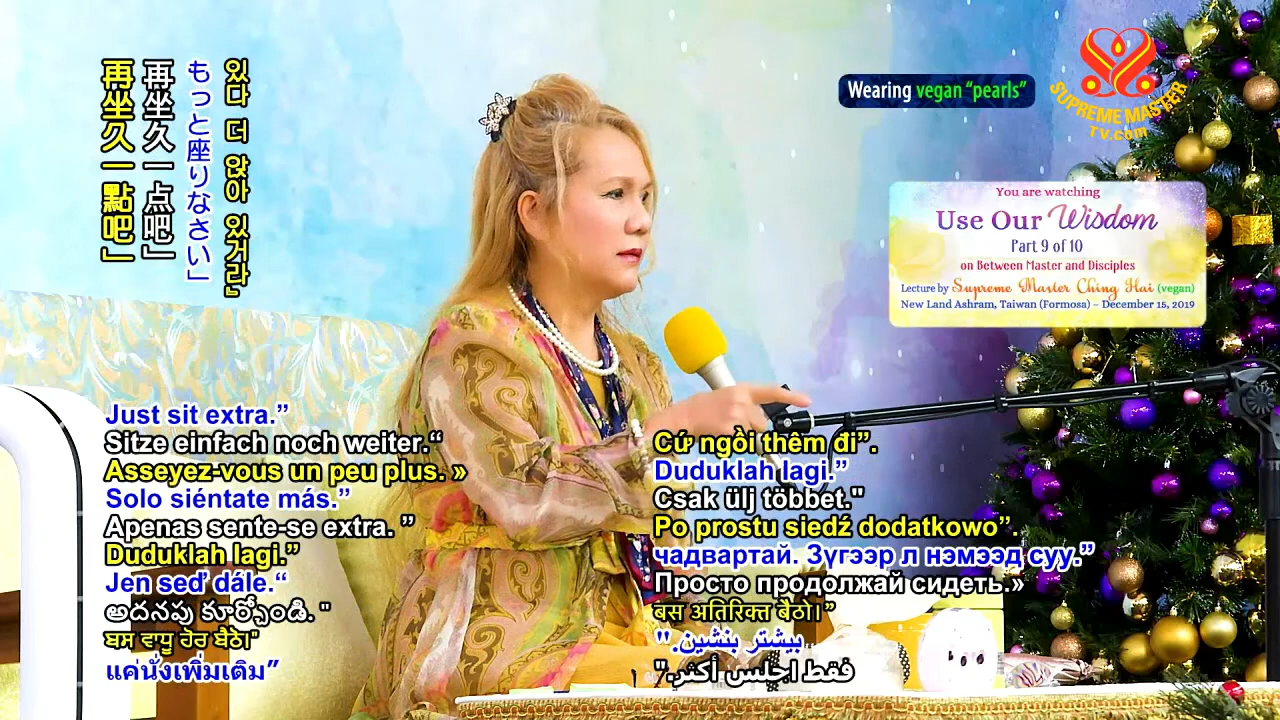 再坐久一點吧」
再坐久一点吧」
もっと座りなさい」
있다 더 앉아 있거라』
Wearing vegan “pearls”
SUPREME MASTER
TV.com
You are watching
Use Our Wisdom
Part 9 of 10
on Between Master and Disciples
Lecture by Supreme Master Ching Hai (vegan)
New Land Ashram, Taiwan (Formosa) – December 15, 2019
Just sit extra.”
Sitze einfach noch weiter.“
Asseyez-vous un peu plus. »
Solo siéntate más.”
Apenas sente-se extra. ”
Duduklah lagi.”
Jen seď dále.“
అదనపు కూర్చోండి. "
ਬਸ ਵਾਧੂ ਹੋਰ ਬੈਠੋ।"
แค่นั่งเพิ่มเติม”
Cứ ngồi thêm đi”.
Duduklah lagi.”
Csak ülj többet."
Po prostu siedź dodatkowo”.
чадвартай. Зүгээр л нэмээд суу.”
Просто продолжай сидеть.»
बस अतिरिक्त बैठो।”
بیشتر بنشین."
فقط اجلس أكثر."